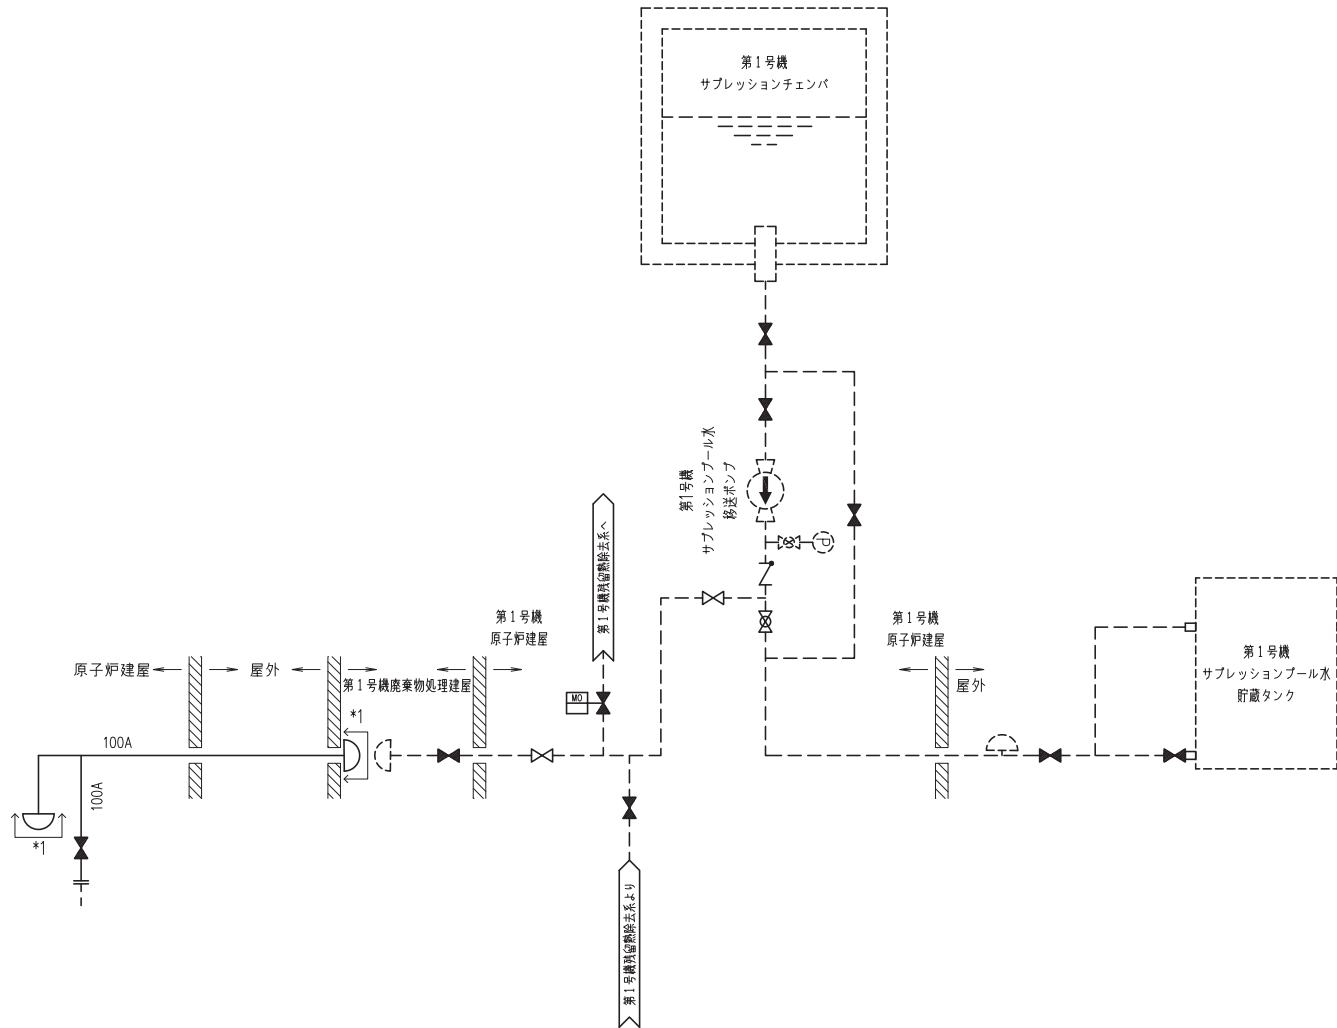 第1号機
サプレッションチェンバ
第1号機
サプレッションプール水
移送ポンプ
P
第1号機残留熱除去系へ
第1号機
原子炉建屋
第1号機
原子炉建屋
屋外
第1号機
サプレッションプール水
貯蔵タンク
原子炉建屋
屋外
第1号機廃棄物処理建屋
MO
*1
100A
100A
*1
第1号機残留熱除去系より